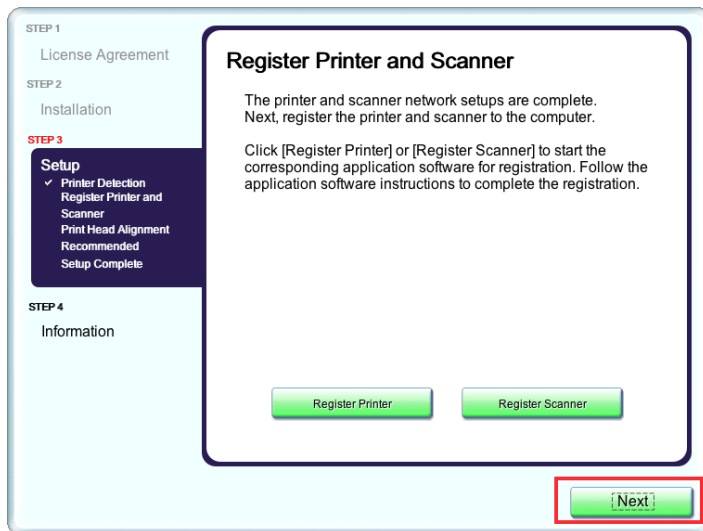 STEP 1
License Agreement
STEP 2
Installation
STEP 3
Setup
✓ Printer Detection
Register Printer and
Scanner
Print Head Alignment
Recommended
Setup Complete
STEP 4
Information
Register Printer and Scanner
The printer and scanner network setups are complete.
Next, register the printer and scanner to the computer.
Click [Register Printer] or [Register Scanner] to start the
corresponding application software for registration. Follow the
application software instructions to complete the registration.
Register Printer
Register Scanner
Next